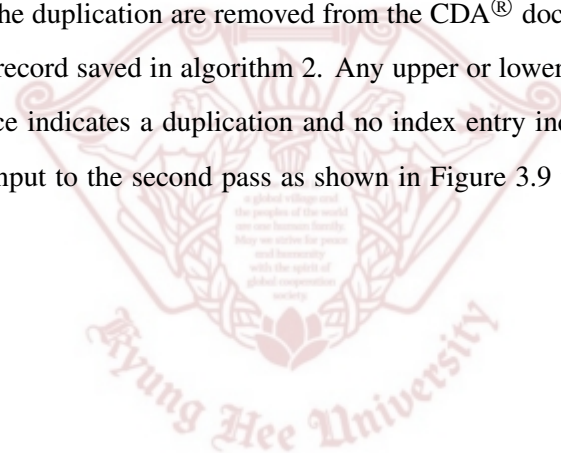 he duplication are removed from the CDA® doc
record saved in algorithm 2. Any upper or lower
ce indicates a duplication and no index entry ind
nput to the second pass as shown in Figure 3.9
a global village and
the peoples of the world
are one human family.
May we strive for peace
and humanity
with the spirit of
global cooperation
society.
Kyung Hee University